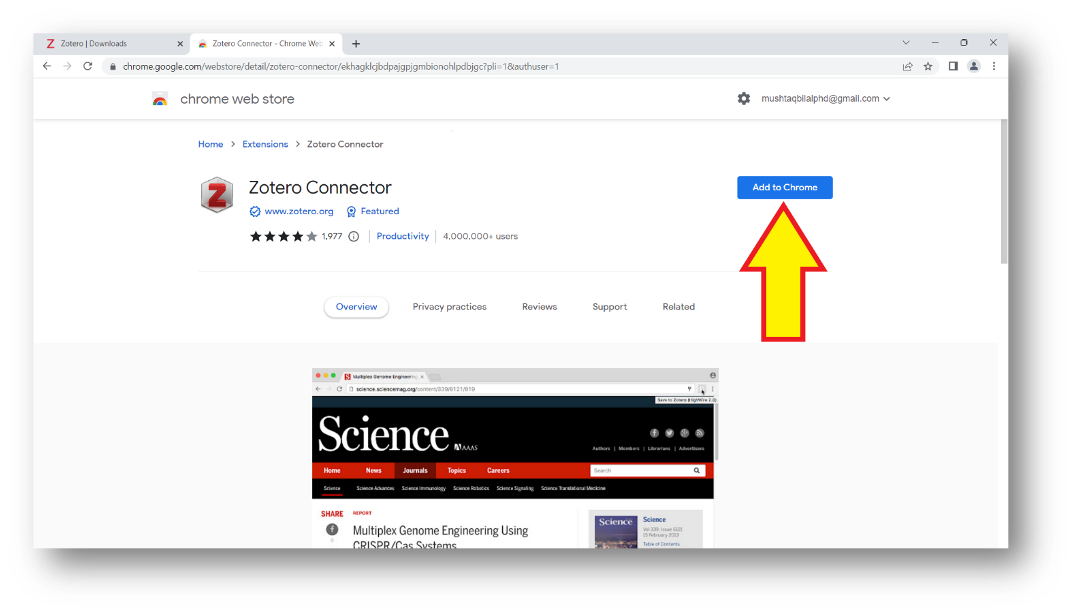 Zotero | Downloads
Zotero Connector - Chrome Web
chrome.google.com/webstore/detail/zotero-connector/ekhagklcjbdpajgpjgmbionohlpdbjgc?pli=1&authuser=1
chrome web store
mushtaqbilalphd@gmail.com
Home > Extensions > Zotero Connector
Z
Zotero Connector
Add to Chrome
www.zotero.org Featured
1,977 Productivity 4,000,000+ users
Overview Privacy practices Reviews Support Related
Multiplex Genome Engineering
science.sciencemag.org/content/339/6121/819
Save to Zotero (HighWire 2.0)
Science AAAS
Authors | Members | Librarians | Advertisers
Home News Journals Topics Careers Search
Science Science Advances Science Immunology Science Robotics Science Signaling Science Translational Medicine
SHARE REPORT
Multiplex Genome Engineering Using
CRISPR/Cas Systems
Science
Science
Vol 339, Issue 6121
15 February 2013
Table of Contents